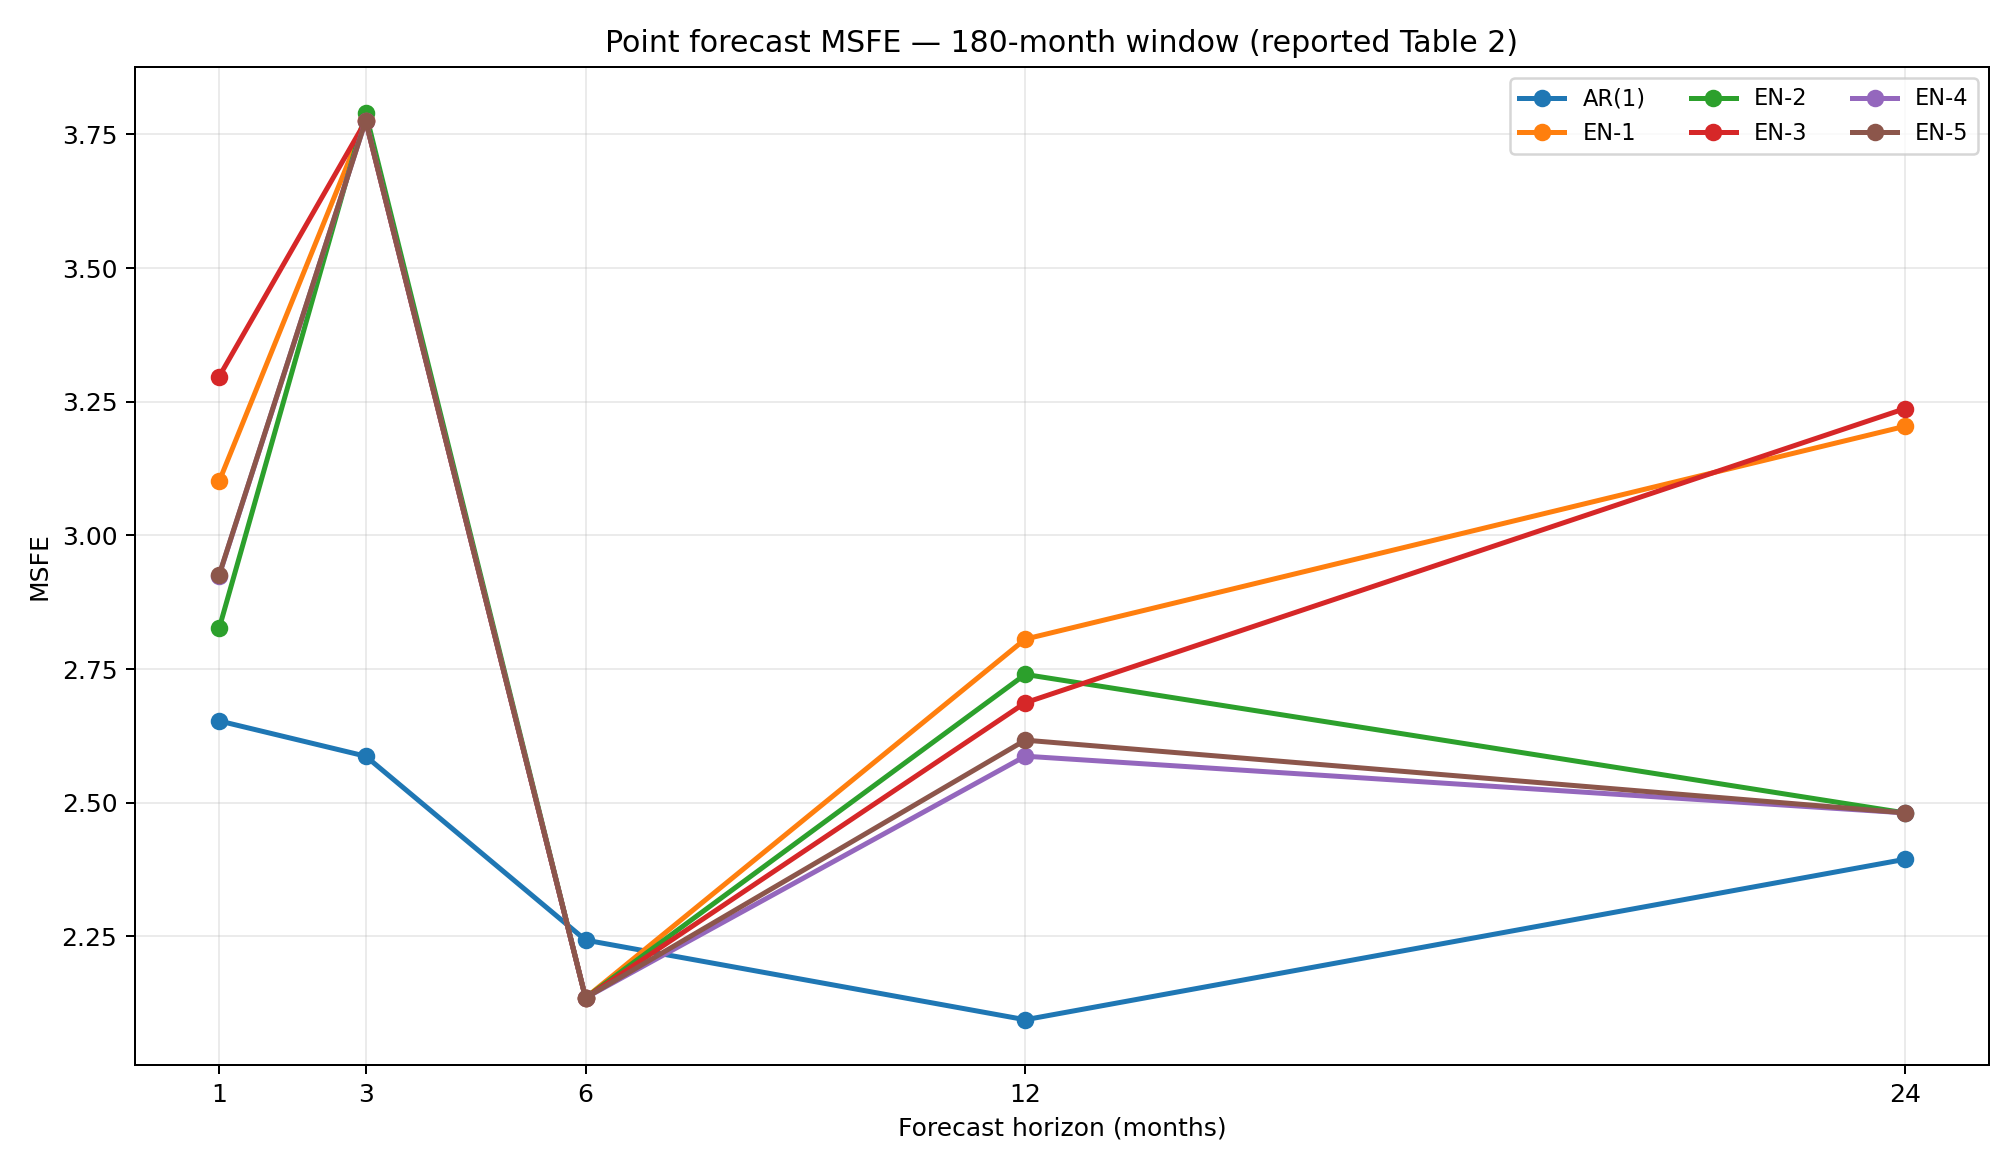 Point forecast MSFE — 180-month window (reported Table 2)
AR(1) EN-2 EN-4
EN-1 EN-3 EN-5
3.75
3.50
3.25
3.00
2.75
2.50
2.25
MSFE
1 3 6 12 24
Forecast horizon (months)